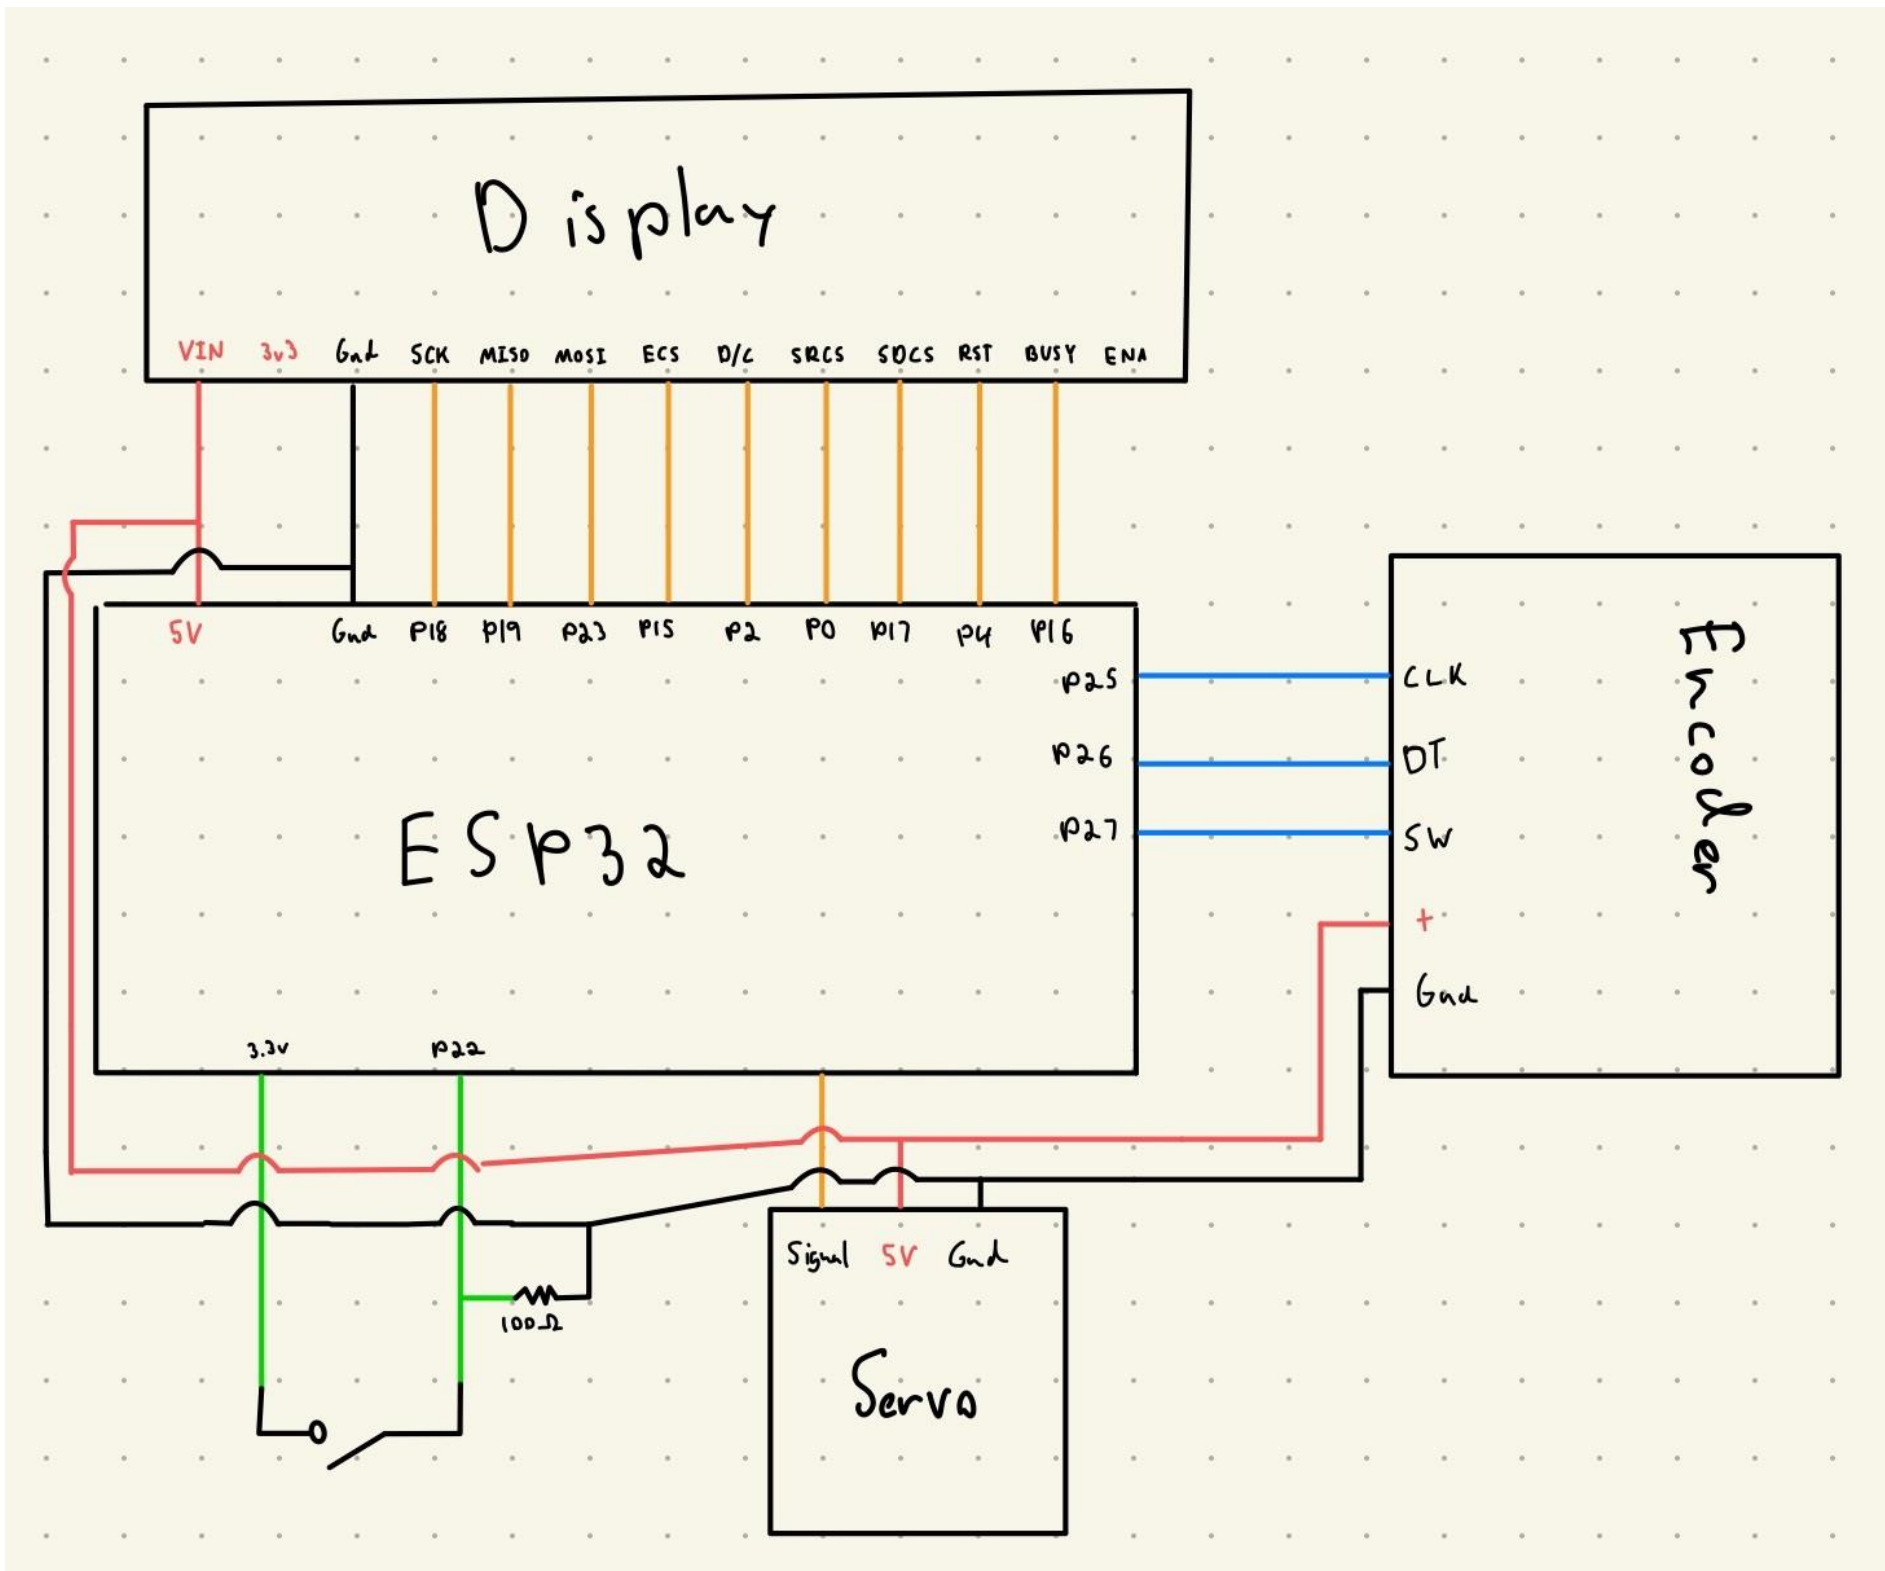 Display
VIN 3v3 Gnd SCK MISO MOSI ECS D/C SRCS SDCS RST BUSY ENA
5V Gnd P18 P19 P23 P15 P2 P0 P17 P4 P16
P25 CLK
P26 DT
P27 SW
+
Gnd
Encoder
ESP32
3.3v P22
Signal 5V Gnd
100Ω
Servo